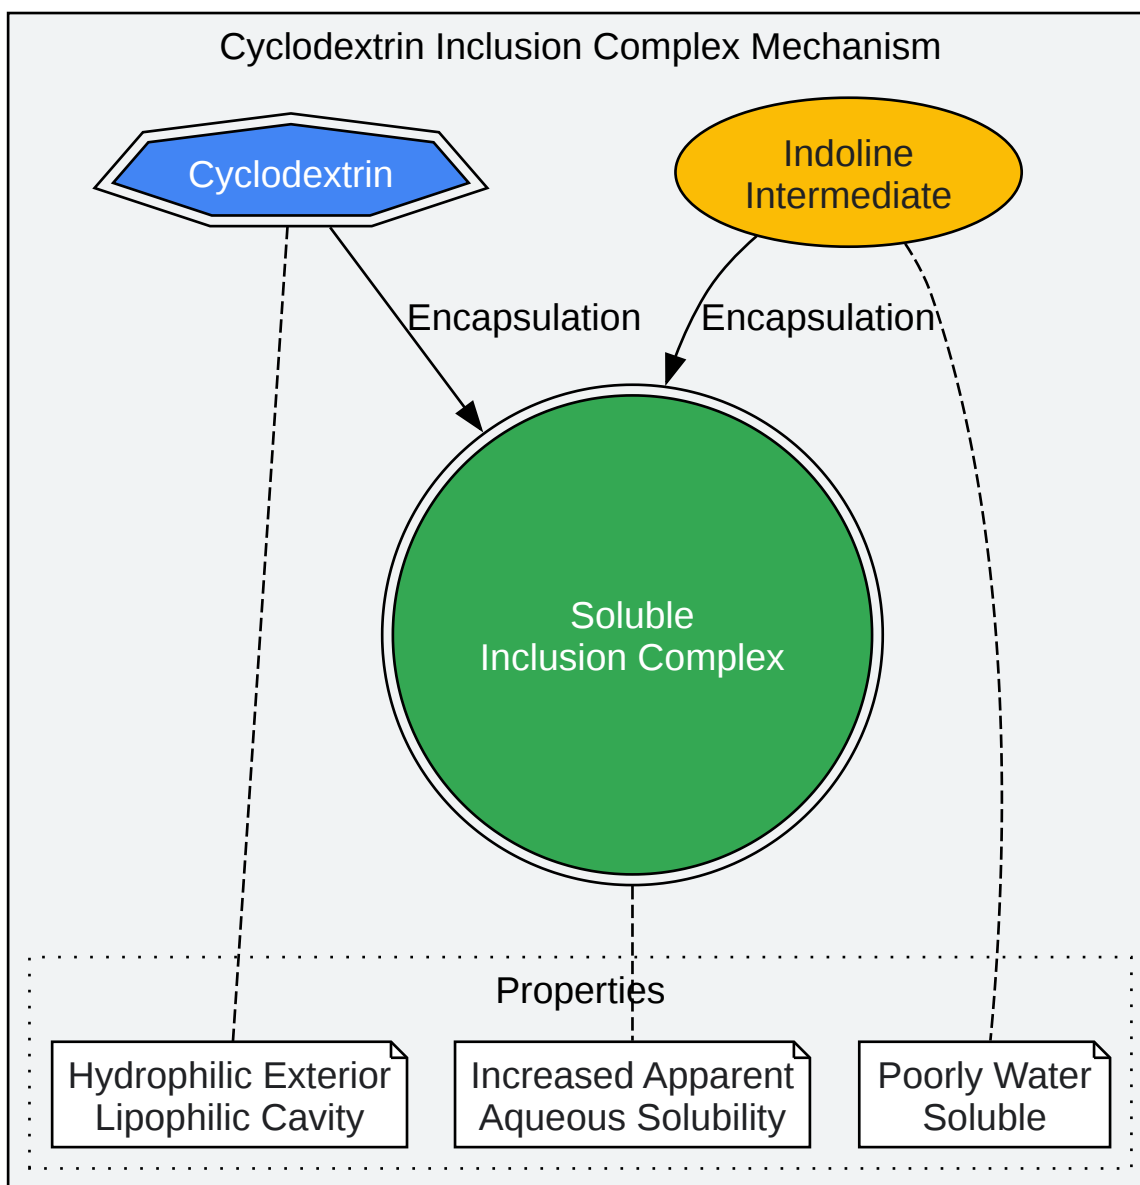 Cyclodextrin Inclusion Complex Mechanism
Cyclodextrin
Indoline
Intermediate
Encapsulation
Encapsulation
Soluble
Inclusion Complex
Properties
Hydrophilic Exterior
Lipophilic Cavity
Increased Apparent
Aqueous Solubility
Poorly Water
Soluble